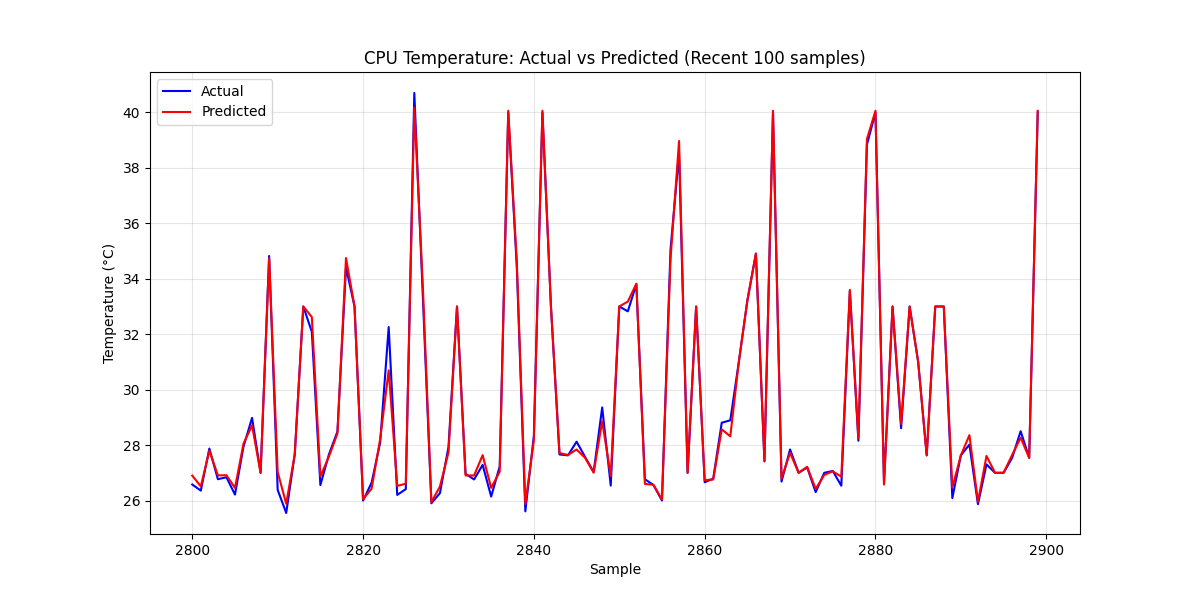 CPU Temperature: Actual vs Predicted (Recent 100 samples)
Actual
Predicted
Temperature (°C)
40
38
36
34
32
30
28
26
2800
2820
2840
2860
2880
2900
Sample